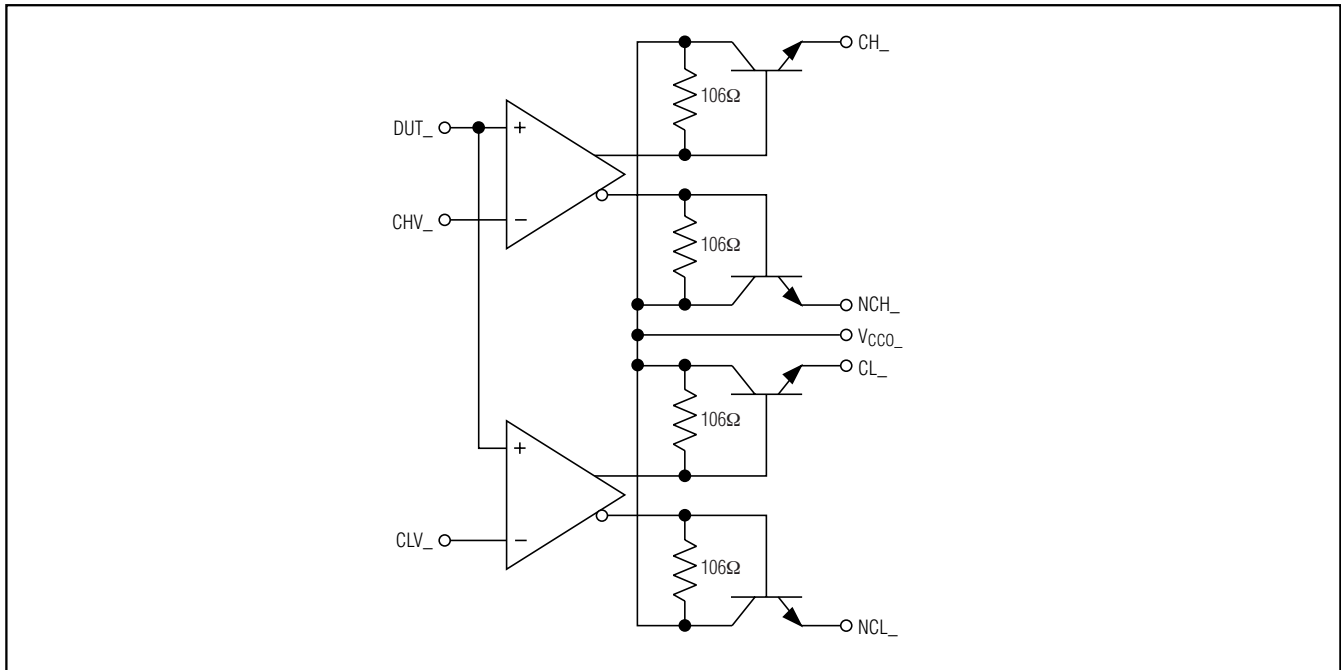 CH_
106Ω
DUT_
+
CHV_
−
106Ω
NCH_
VCCO_
CL_
106Ω
+
CLV_
−
106Ω
NCL_